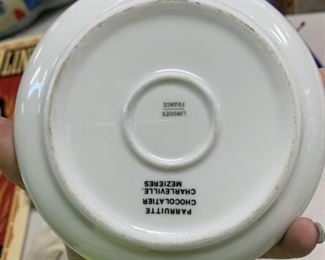 LIMOGES
FRANCE
PARRUITTE
CHOCOLATIER
CHARLEVILLE.
MEZIERES